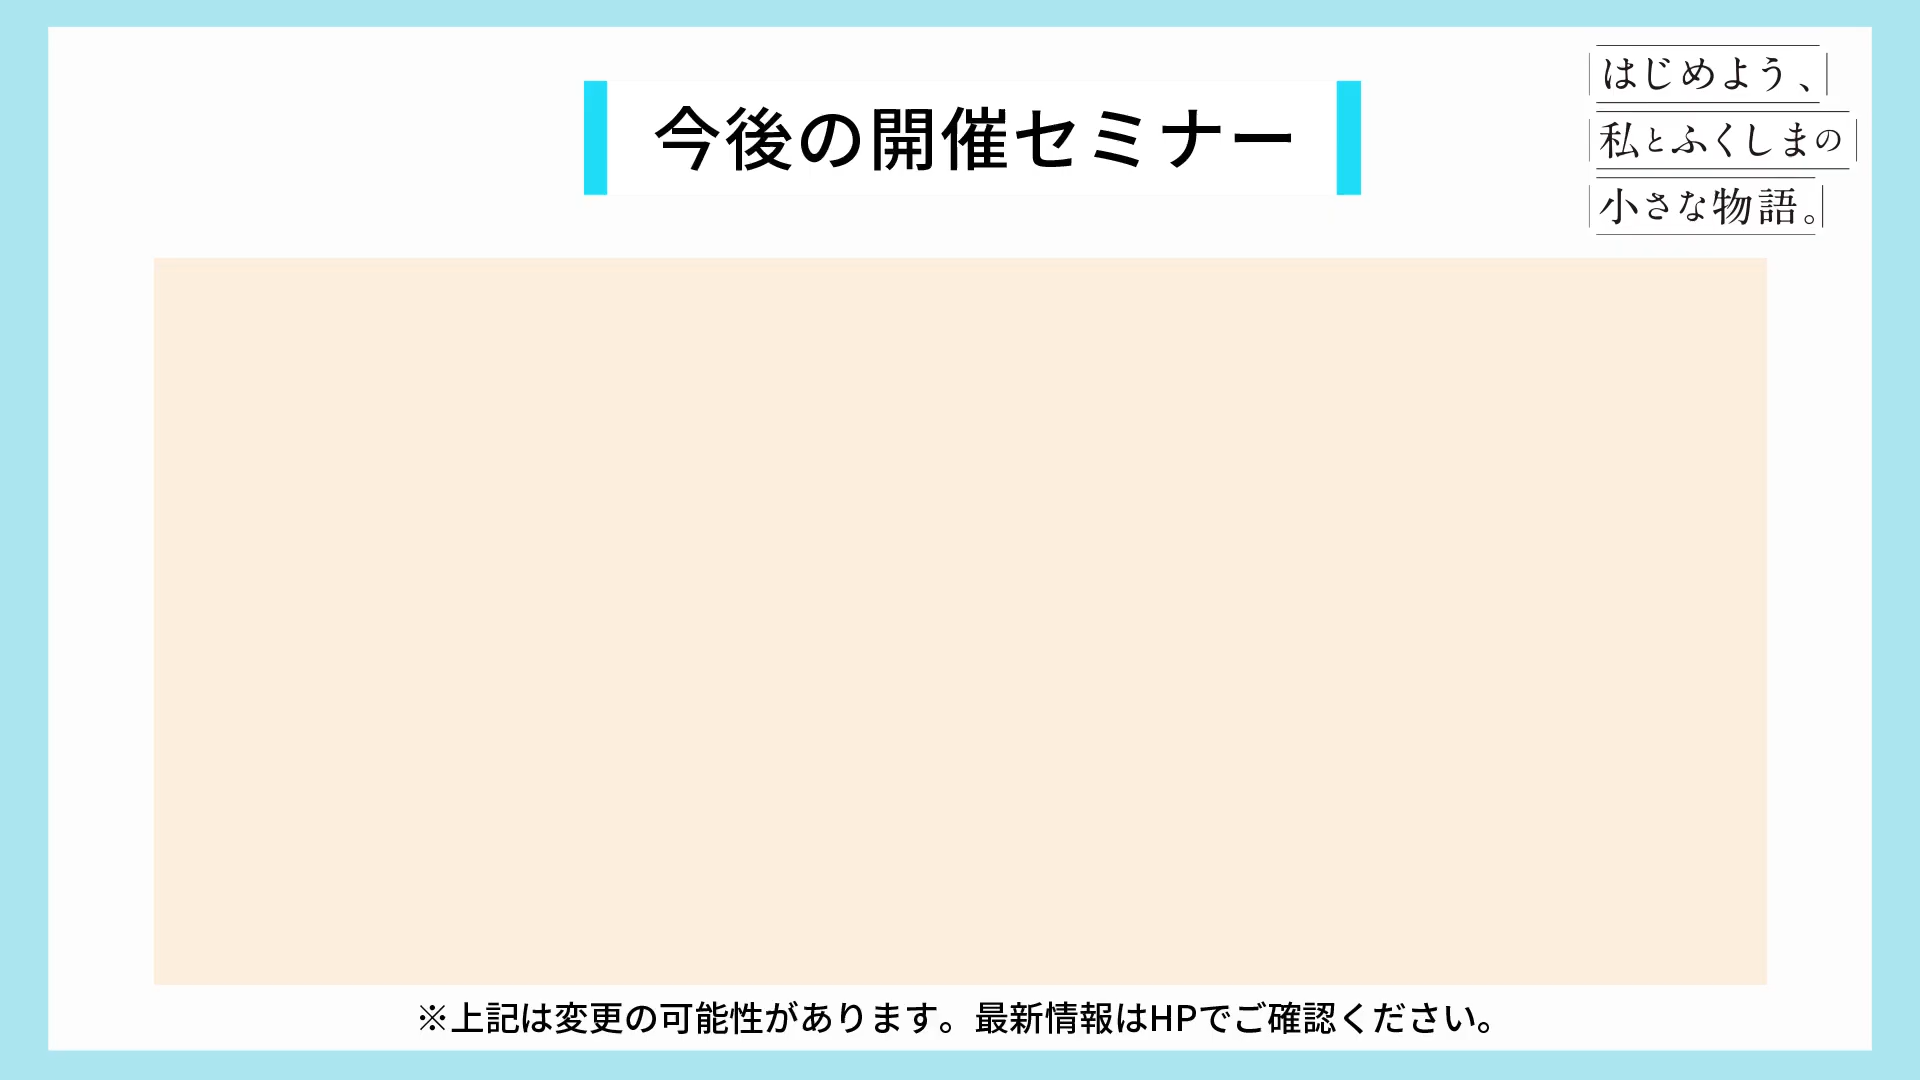 今後の開催セミナー
はじめよう、
私とふくしまの
小さな物語。
※上記は変更の可能性があります。最新情報はHPでご確認ください。